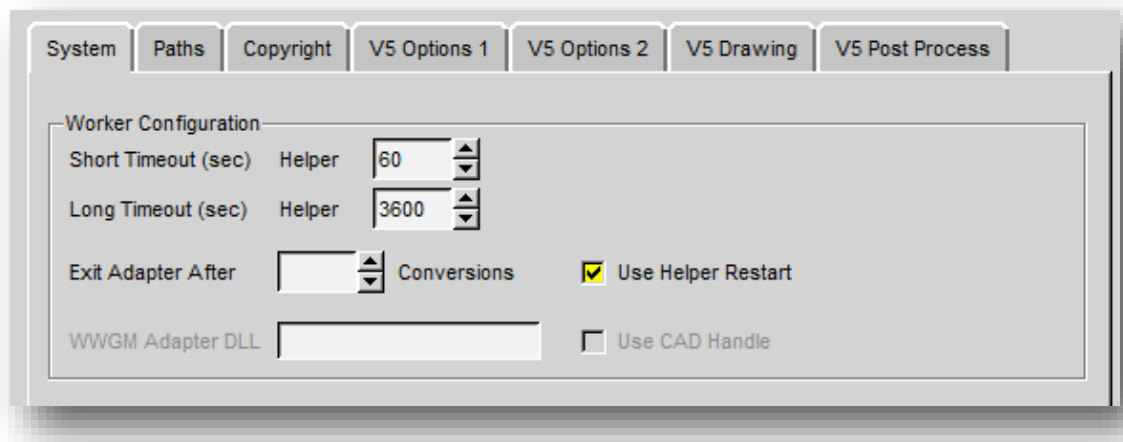 System Paths Copyright V5 Options 1 V5 Options 2 V5 Drawing V5 Post Process
Worker Configuration
Short Timeout (sec) Helper 60
Long Timeout (sec) Helper 3600
Exit Adapter After Conversions Use Helper Restart
WWGM Adapter DLL Use CAD Handle